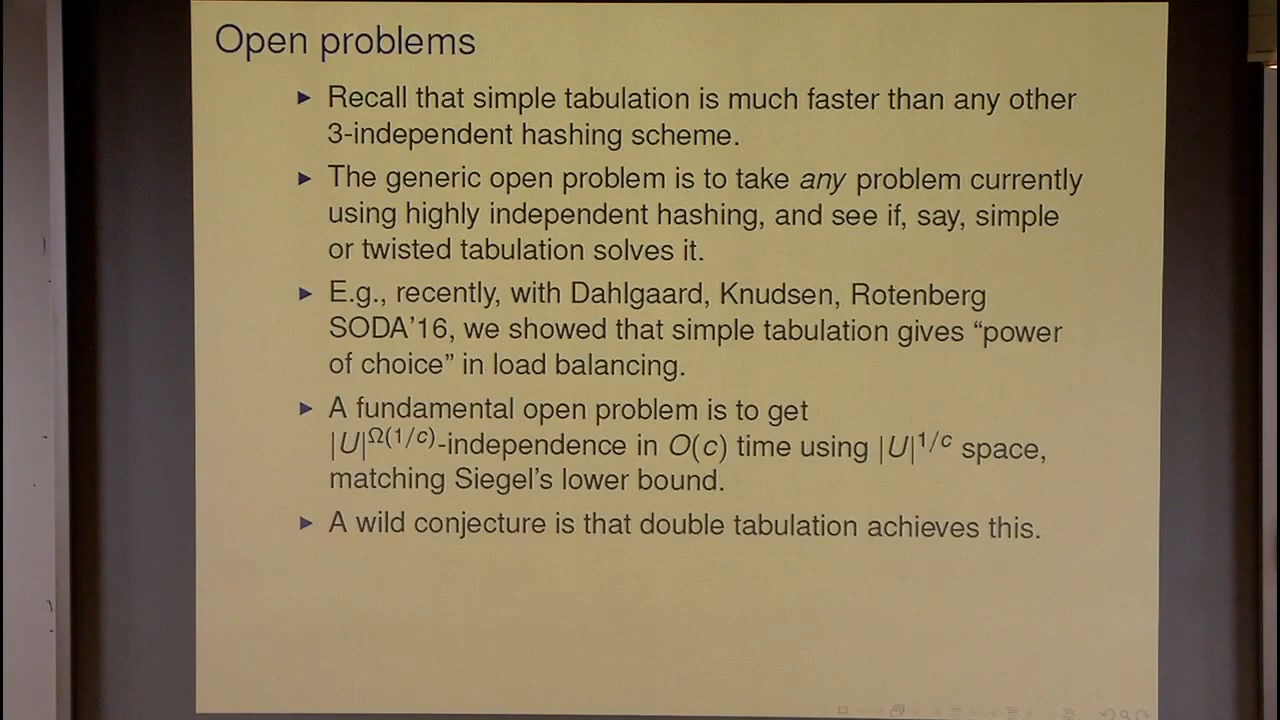 Open problems
▶ Recall that simple tabulation is much faster than any other
3-independent hashing scheme.
▶ The generic open problem is to take any problem currently
using highly independent hashing, and see if, say, simple
or twisted tabulation solves it.
▶ E.g., recently, with Dahlgaard, Knudsen, Rotenberg
SODA'16, we showed that simple tabulation gives “power
of choice” in load balancing.
▶ A fundamental open problem is to get
|U|^Ω(1/c)-independence in O(c) time using |U|^1/c space,
matching Siegel's lower bound.
▶ A wild conjecture is that double tabulation achieves this.